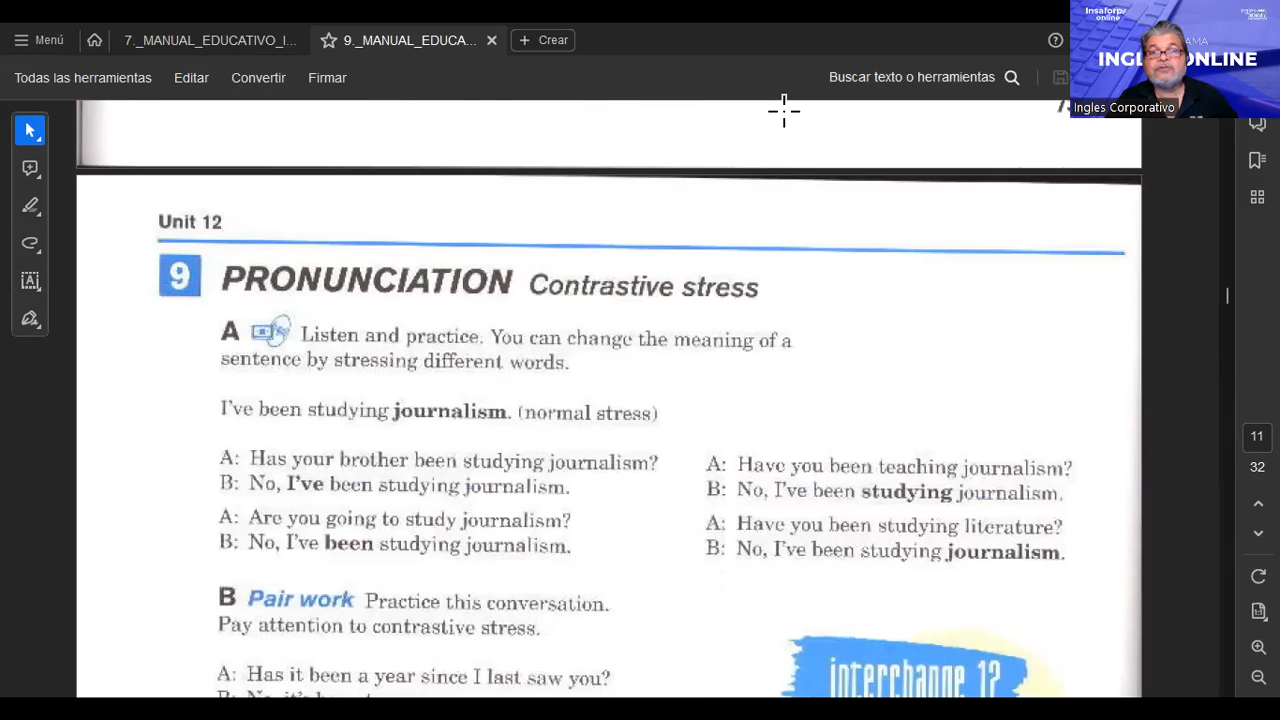 Menú
7._MANUAL_EDUCATIVO_I...
9._MANUAL_EDUCA...
Crear
Todas las herramientas
Editar
Convertir
Firmar
Buscar texto o herramientas
Insaforp
online
INGL
ONLINE
Ingles Corporativo
Unit 12
9 PRONUNCIATION Contrastive stress
A Listen and practice. You can change the meaning of a
sentence by stressing different words.
I've been studying journalism. (normal stress)
A: Has your brother been studying journalism?
B: No, I've been studying journalism.
A: Are you going to study journalism?
B: No, I've been studying journalism.
A: Have you been teaching journalism?
B: No, I've been studying journalism.
A: Have you been studying literature?
B: No, I've been studying journalism.
B Pair work Practice this conversation.
Pay attention to contrastive stress.
A: Has it been a year since I last saw you?
interchange 12
11
32